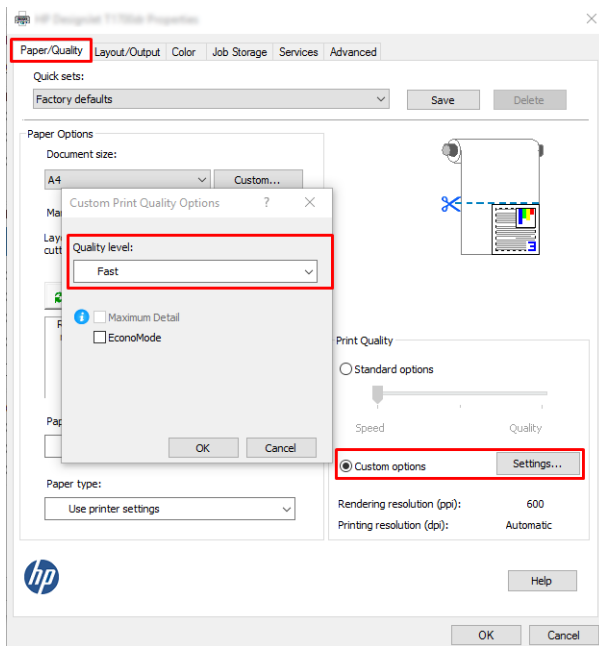 Paper/Quality Layout/Output Color Job Storage Services Advanced
Quick sets:
Factory defaults
Save
Delete
Paper Options
Document size:
A4
Custom...
Custom Print Quality Options ?
Quality level:
Fast
Maximum Detail
EconoMode
OK
Cancel
Paper type:
Use printer settings
3
Print Quality
Standard options
Speed
Quality
Custom options
Settings...
Rendering resolution (ppi): 600
Printing resolution (dpi): Automatic
hp
Help
OK
Cancel